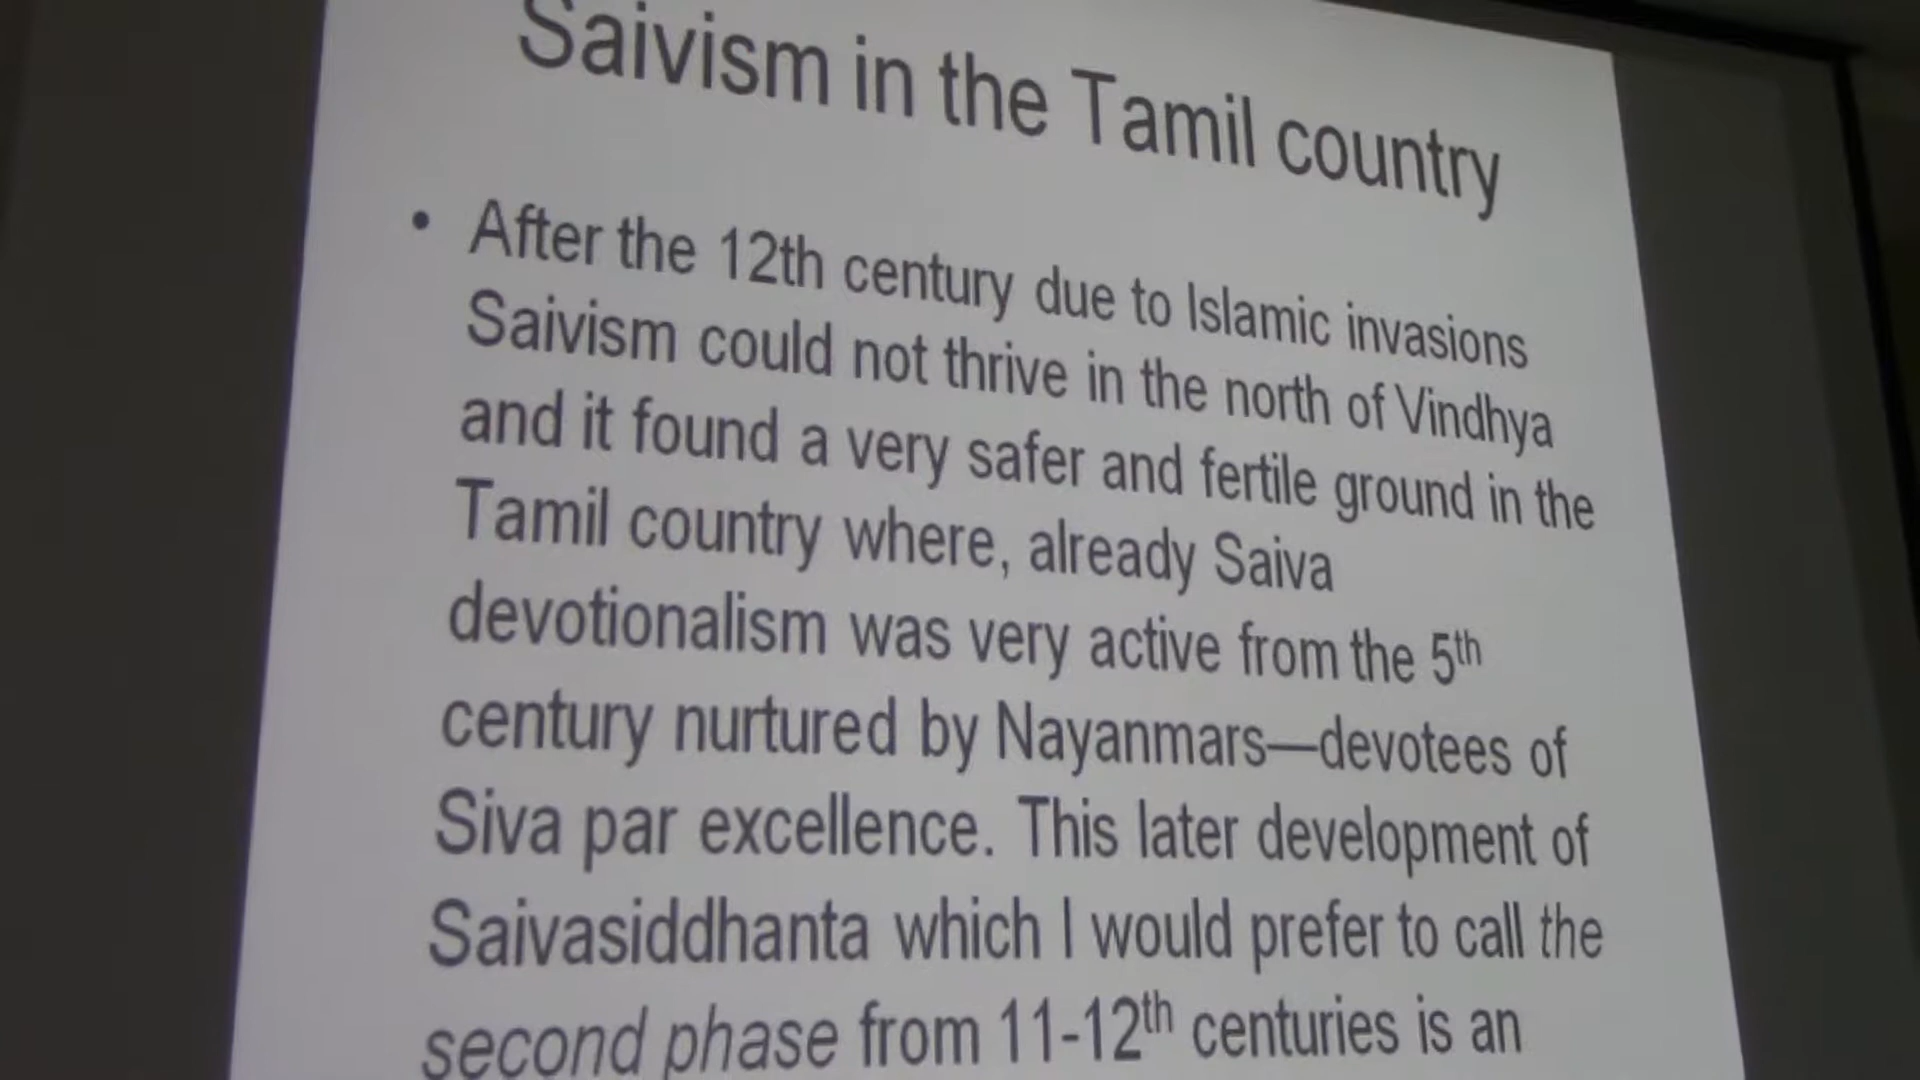 Saivism in the Tamil country
• After the 12th century due to Islamic invasions
Saivism could not thrive in the north of Vindhya
and it found a very safer and fertile ground in the
Tamil country where, already Saiva
devotionalism was very active from the 5th
century nurtured by Nayanmars—devotees of
Siva par excellence. This later development of
Saivasiddhanta which I would prefer to call the
second phase from 11-12th centuries is an